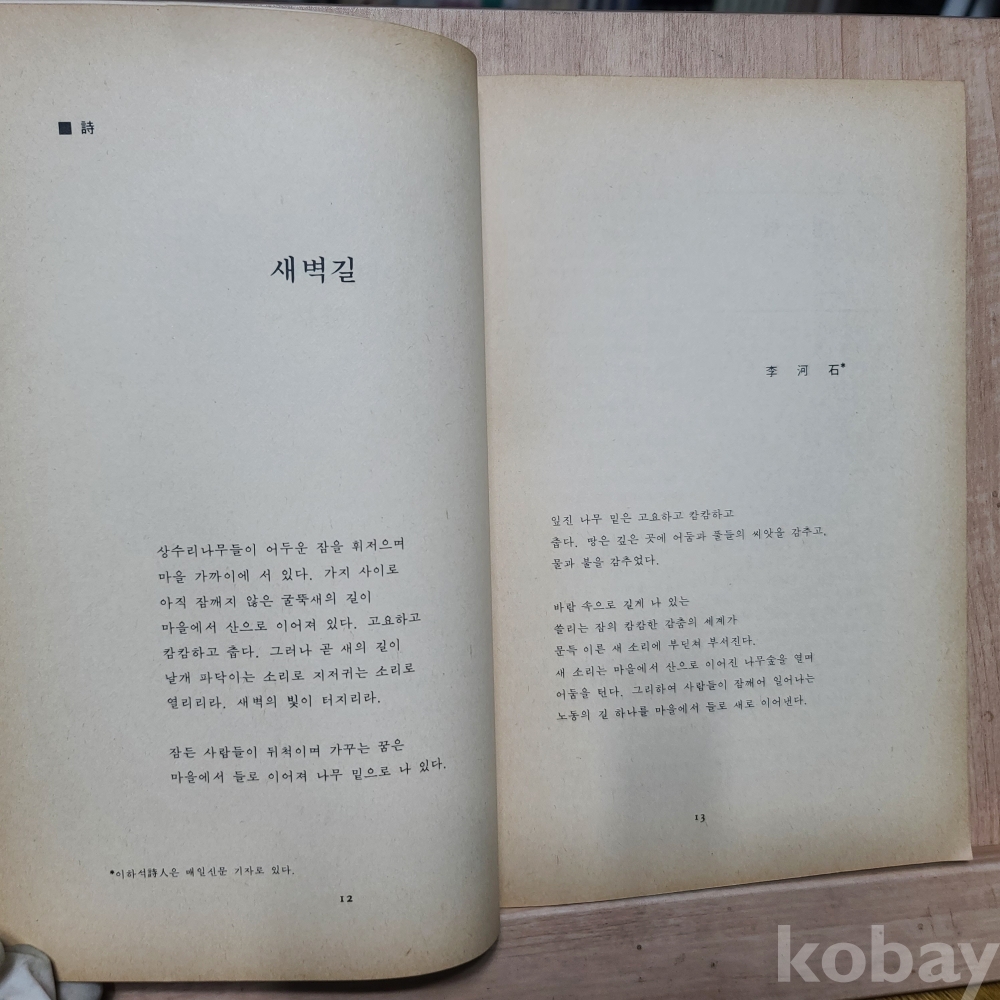 ■ 詩
새벽길
상수리나무들이 어두운 잠을 휘저으며
마을 가까이에 서 있다. 가지 사이로
아직 잠깨지 않은 굴뚝새의 길이
마을에서 산으로 이어져 있다. 고요하고
캄캄하고 춥다. 그러나 곧 새의 길이
날개 파닥이는 소리로 지저귀는 소리로
열리리라. 새벽의 빛이 터지리라.
잠든 사람들이 뒤척이며 가꾸는 꿈은
마을에서 들로 이어져 나무 밑으로 나 있다.
*이하석詩人은 매일신문 기자로 있다.
12
李河石*
잎진 나무 밑은 고요하고 캄캄하고
춥다. 땅은 깊은 곳에 어둠과 풀들의 씨앗을 감추고,
물과 불을 감추었다.
바람 속으로 길게 나 있는
쏠리는 잠의 캄캄한 감춤의 세계가
문득 이른 새 소리에 부딪쳐 부서진다.
새 소리는 마을에서 산으로 이어진 나무숲을 열며
어둠을 턴다. 그리하여 사람들이 잠깨어 일어나는
노동의 길 하나를 마을에서 들로 새로 이어낸다.
13
kobay